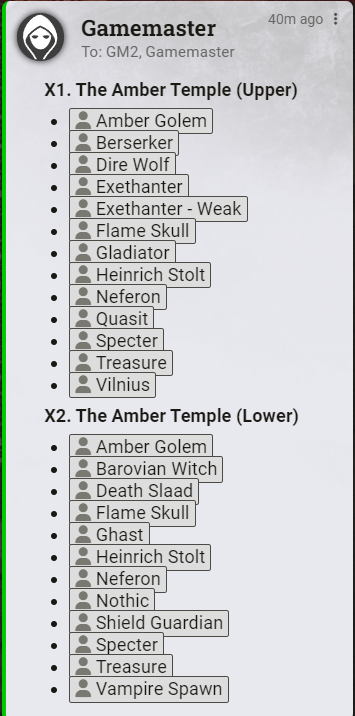 Gamemaster
40m ago
To: GM2, Gamemaster
X1. The Amber Temple (Upper)
Amber Golem
Berserker
Dire Wolf
Exethanter
Exethanter - Weak
Flame Skull
Gladiator
Heinrich Stolt
Neferon
Quasit
Specter
Treasure
Vilnius
X2. The Amber Temple (Lower)
Amber Golem
Barovian Witch
Death Slaad
Flame Skull
Ghast
Heinrich Stolt
Neferon
Nothic
Shield Guardian
Specter
Treasure
Vampire Spawn